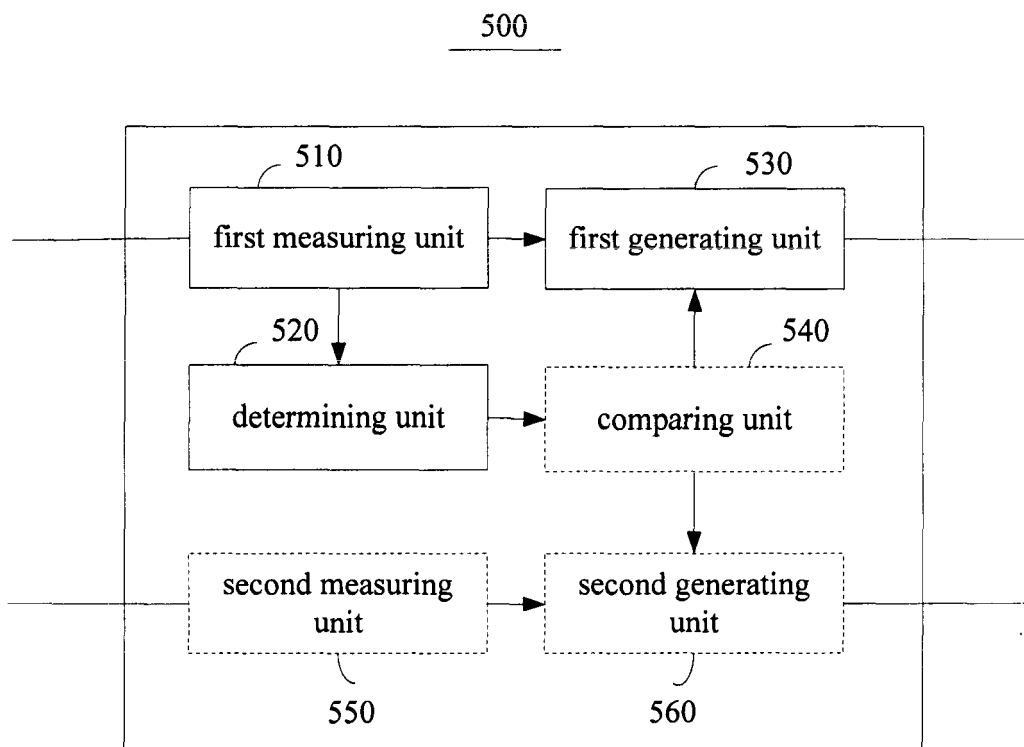 500
510
530
first measuring unit
first generating unit
520
540
determining unit
comparing unit
second measuring
unit
second generating
unit
550
560